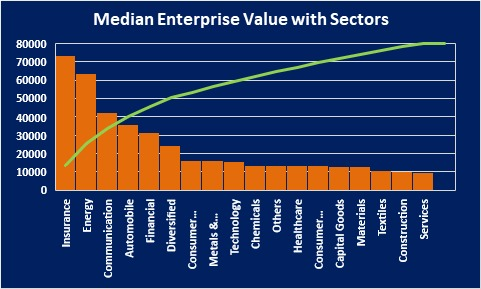 Median Enterprise Value with Sectors
80000
70000
60000
50000
40000
30000
20000
10000
0
Insurance
Energy
Communication
Automobile
Financial
Diversified
Consumer...
Metals &...
Technology
Chemicals
Others
Healthcare
Consumer...
Capital Goods
Materials
Textiles
Construction
Services